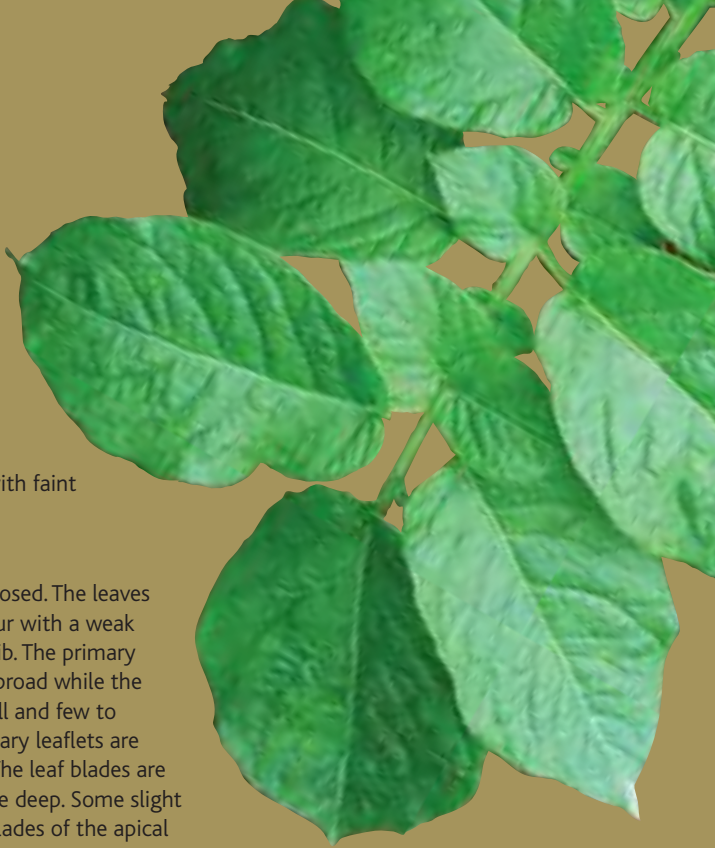 ith faint
osed. The leaves
ur with a weak
ib. The primary
broad while the
ll and few to
ary leaflets are
he leaf blades are
e deep. Some slight
lades of the apical